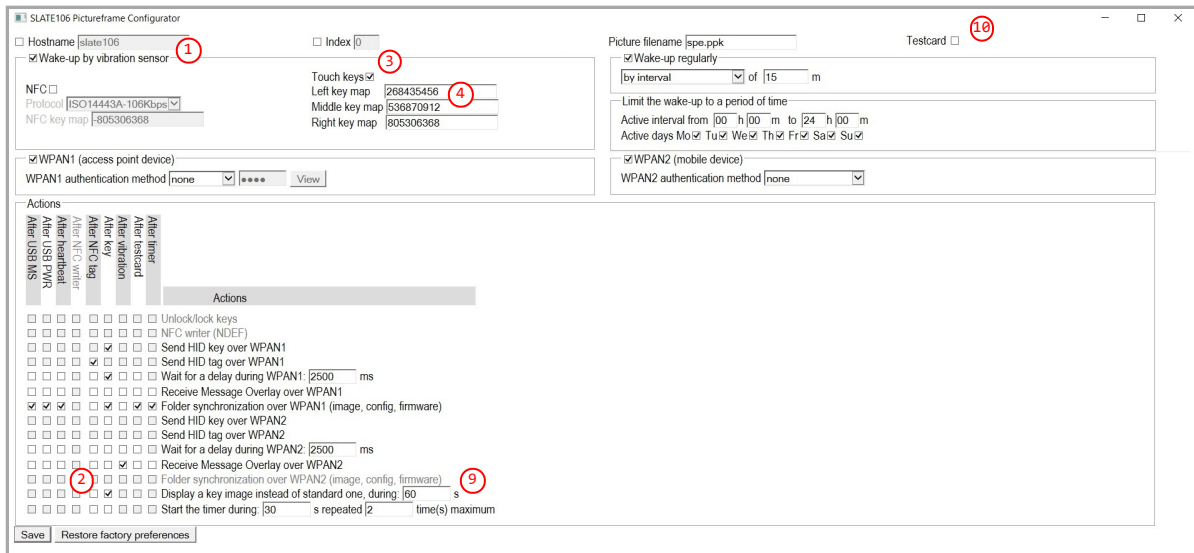 SLATE106 Pictureframe Configurator
Hostname slate106 Index 0 Picture filename spe.ppk Testcard 10
1
Wake-up by vibration sensor Wake-up regularly
3
Touch keys by interval of 15 m
NFC Left key map 268435456 4
Protocol ISO14443A-106Kbps Middle key map 536870912 Limit the wake-up to a period of time
NFC key map -805306368 Right key map 805306368 Active interval from 00 h 00 m to 24 h 00 m
Active days Mo Tu We Th Fr Sa Su
WPAN1 (access point device) WPAN2 (mobile device)
WPAN1 authentication method none •••• View WPAN2 authentication method none
Actions
After USB MS
After USB PWR
After heartbeat
After NFC writer
After NFC tag
After key
After vibration
After testcard
After timer
Actions
Unlock/lock keys
NFC writer (NDEF)
Send HID key over WPAN1
Send HID tag over WPAN1
Wait for a delay during WPAN1: 2500 ms
Receive Message Overlay over WPAN1
Folder synchronization over WPAN1 (image, config, firmware)
Send HID key over WPAN2
Send HID tag over WPAN2
Wait for a delay during WPAN2: 2500 ms
Receive Message Overlay over WPAN2
2 Folder synchronization over WPAN2 (image, config, firmware) 9
Display a key image instead of standard one, during: 60 s
Start the timer during: 30 s repeated 2 time(s) maximum
Save Restore factory preferences